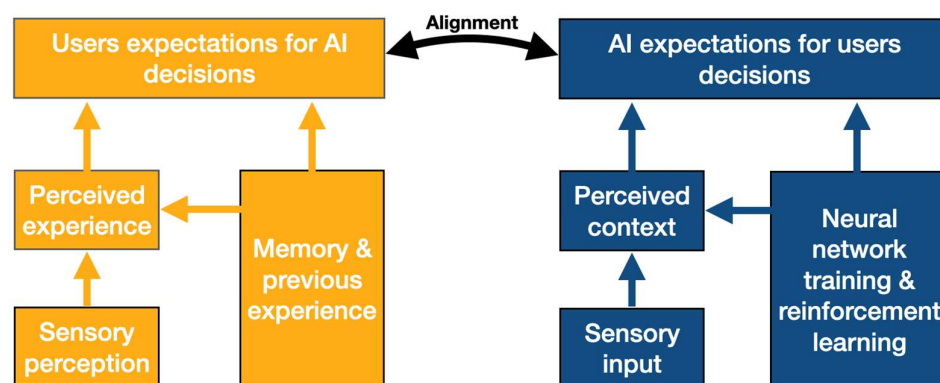 Alignment
Users expectations for AI
decisions
AI expectations for users
decisions
Perceived
experience
Memory &
previous
experience
Sensory
perception
Perceived
context
Neural
network
training &
reinforcement
learning
Sensory
input